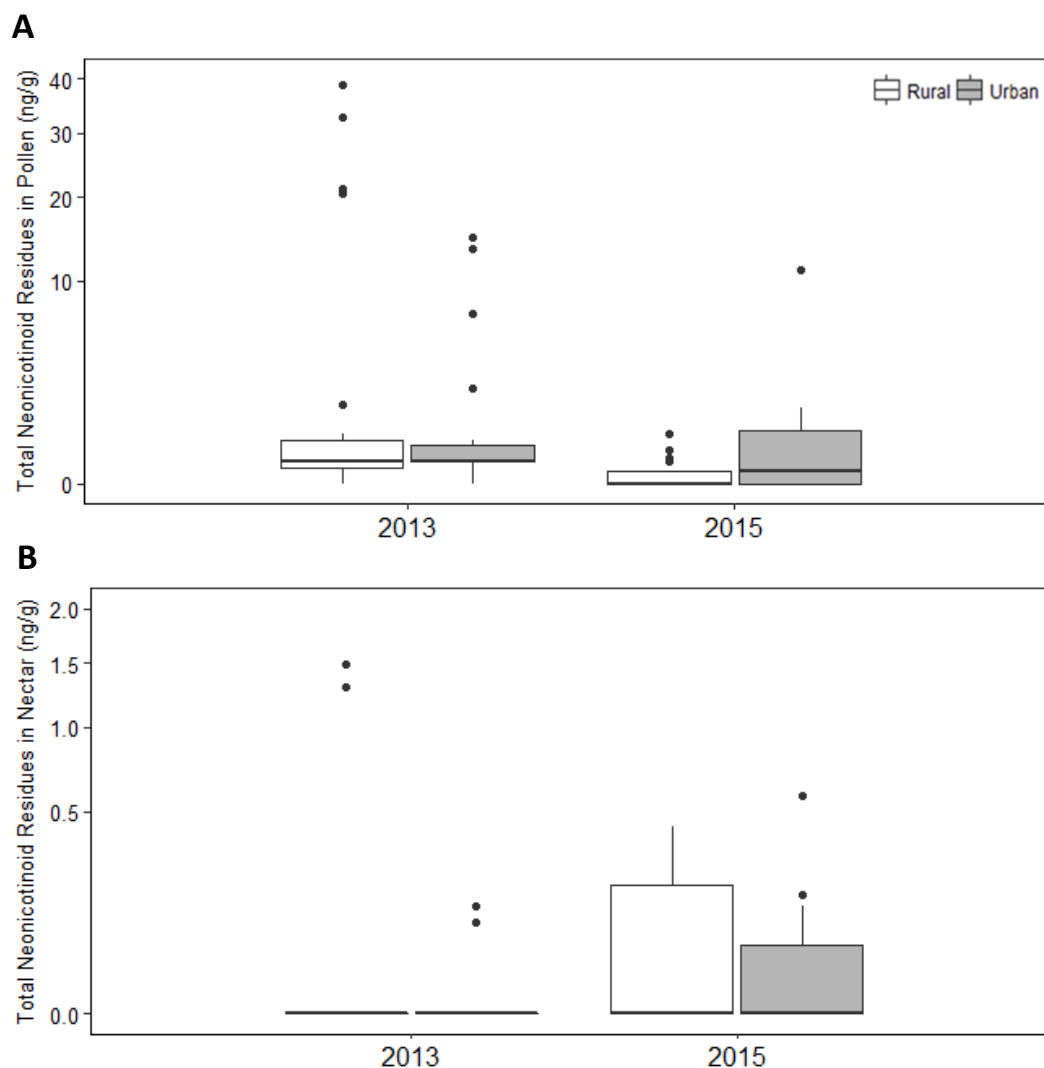 A
Total Neonicotinoid Residues in Pollen (ng/g)
40
30
20
10
0
Rural Urban
2013 2015
B
Total Neonicotinoid Residues in Nectar (ng/g)
2.0
1.5
1.0
0.5
0.0
2013 2015